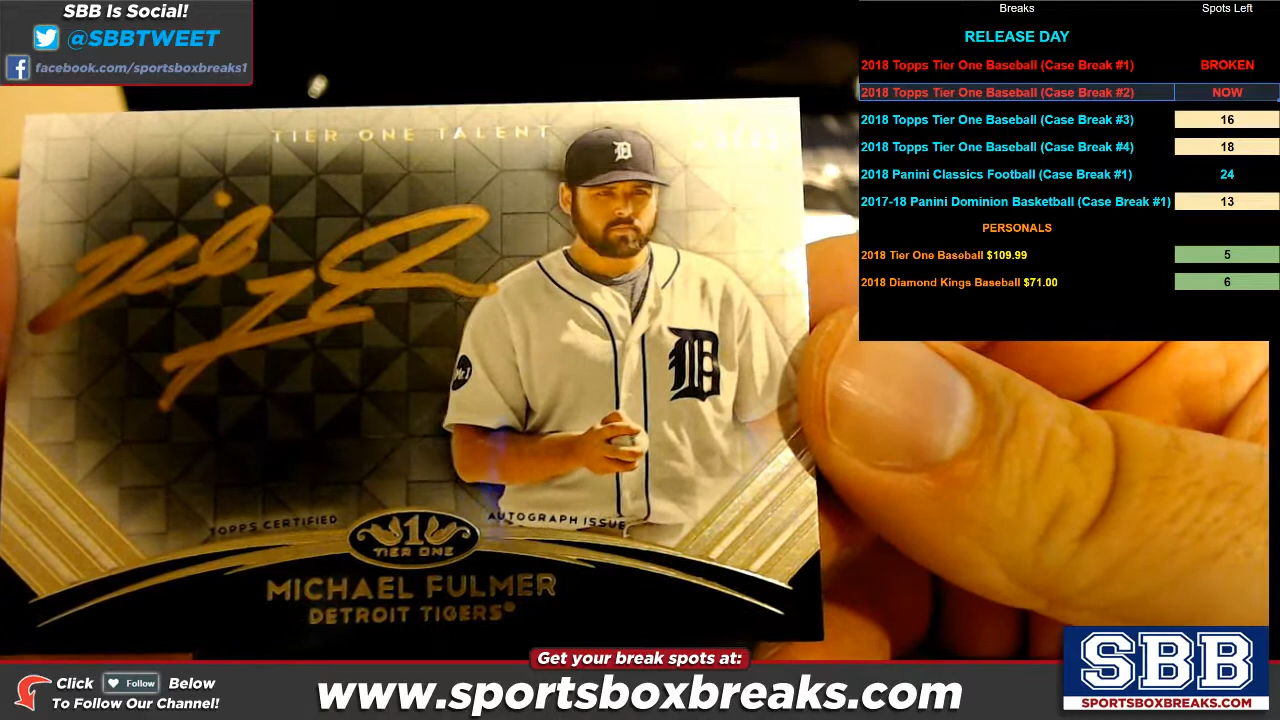 SBB Is Social!
@SBBTWEET
facebook.com/sportsboxbreaks1
Breaks Spots Left
RELEASE DAY
2018 Topps Tier One Baseball (Case Break #1) BROKEN
2018 Topps Tier One Baseball (Case Break #2) NOW
2018 Topps Tier One Baseball (Case Break #3) 16
2018 Topps Tier One Baseball (Case Break #4) 18
2018 Panini Classics Football (Case Break #1) 24
2017-18 Panini Dominion Basketball (Case Break #1) 13
PERSONALS
2018 Tier One Baseball $109.99 5
2018 Diamond Kings Baseball $71.00 6
TIER ONE TALENT
D
D
Mr I
TOPPS CERTIFIED
AUTOGRAPH ISSUE
1
TIER ONE
MICHAEL FULMER
DETROIT TIGERS®
Get your break spots at:
Click Follow Below
To Follow Our Channel!
www.sportsboxbreaks.com
SBB
SPORTSBOXBREAKS.COM